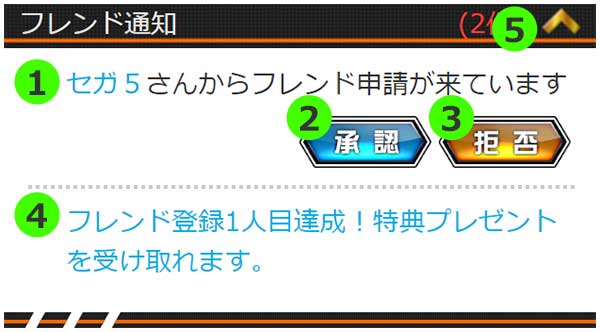 フレンド通知
(2
5
1
セガ５さんからフレンド申請が来ています
2
3
承認
拒否
4
フレンド登録1人目達成！特典プレゼント
を受け取れます。